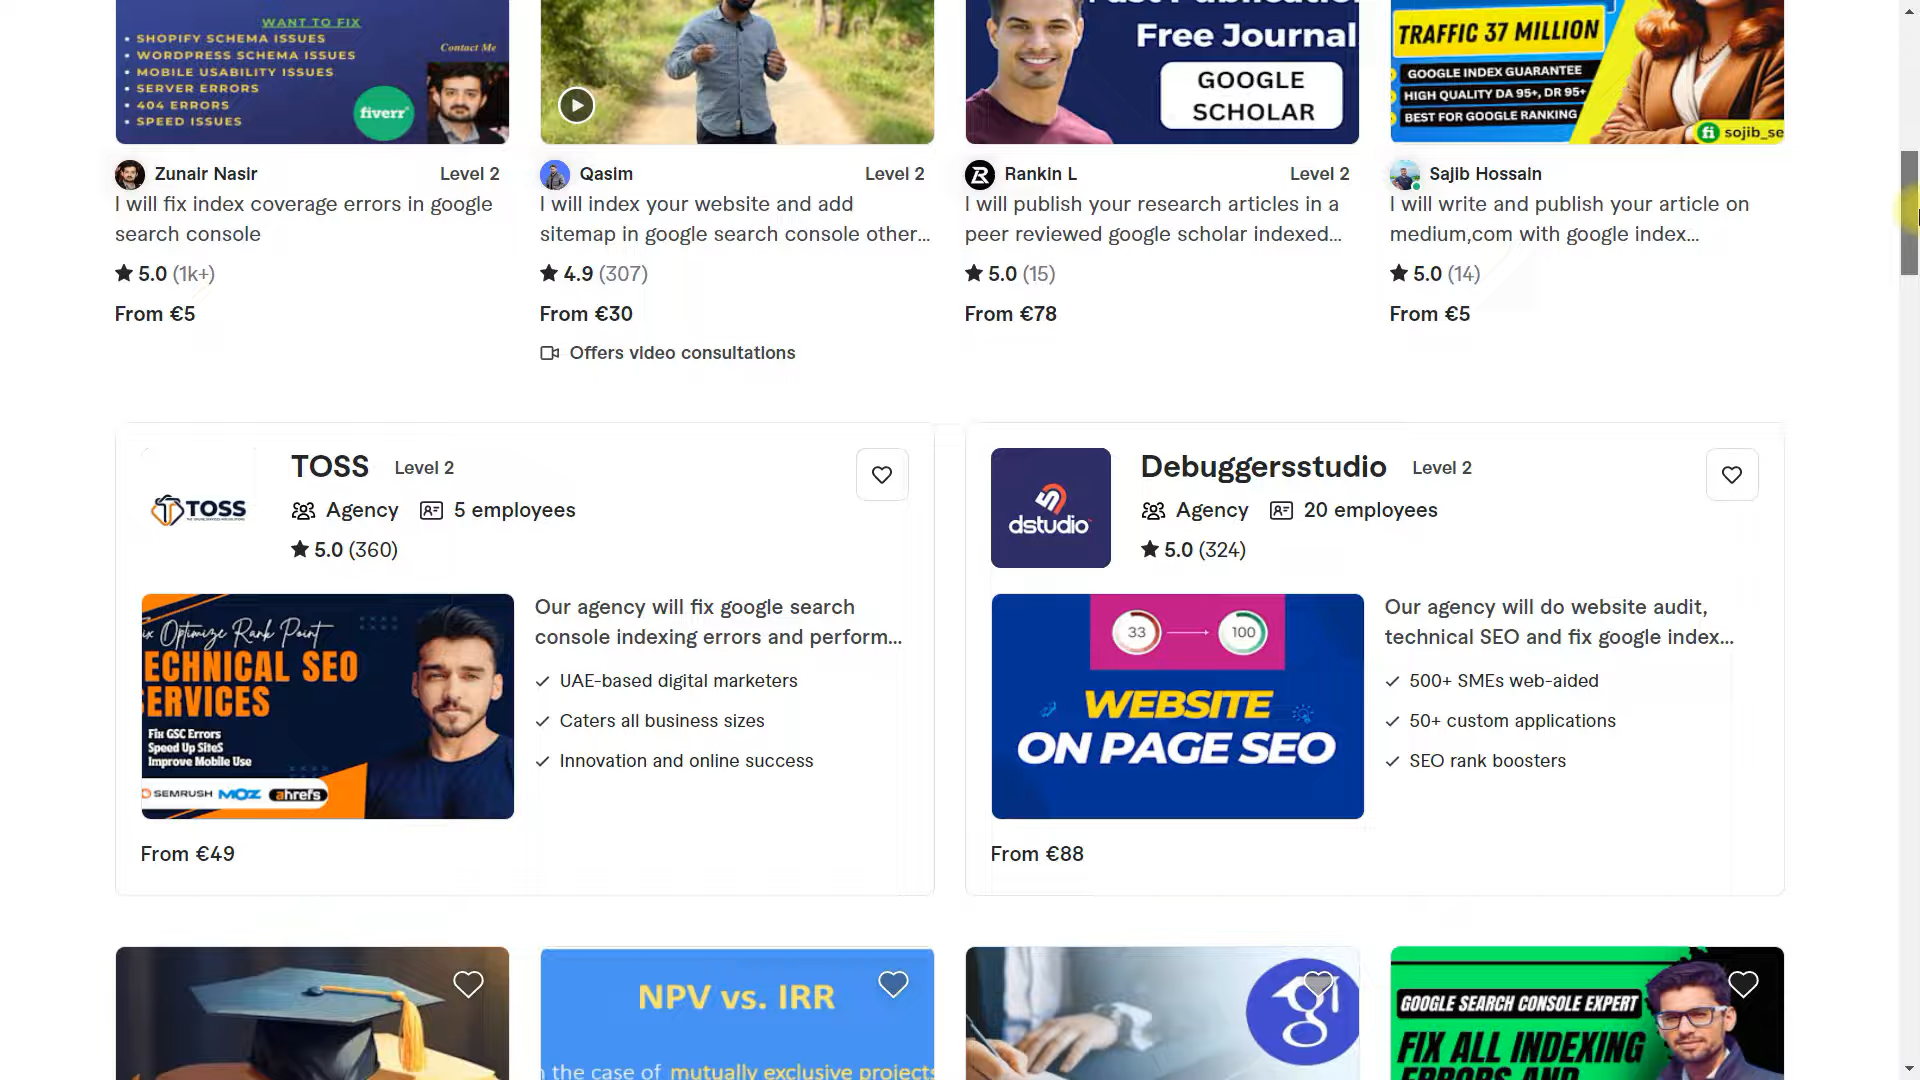 WANT TO FIX
• SHOPIFY SCHEMA ISSUES
• WORDPRESS SCHEMA ISSUES
• MOBILE USABILITY ISSUES
• SERVER ERRORS
• 404 ERRORS
• SPEED ISSUES
Contact Me
fiverr
Free Journal
GOOGLE
SCHOLAR
TRAFFIC 37 MILLION
GOOGLE INDEX GUARANTEE
HIGH QUALITY DA 95+, DR 95+
BEST FOR GOOGLE RANKING
fi sojib_se
Zunair Nasir
Level 2
I will fix index coverage errors in google
search console
5.0 (1k+)
From €5
Qasim
Level 2
I will index your website and add
sitemap in google search console other...
4.9 (307)
From €30
Offers video consultations
Rankin L
Level 2
I will publish your research articles in a
peer reviewed google scholar indexed...
5.0 (15)
From €78
Sajib Hossain
I will write and publish your article on
medium,com with google index...
5.0 (14)
From €5
TOSS
TOSS Level 2
Agency 5 employees
5.0 (360)
ix Optimize Rank Point
ECHNICAL SEO
SERVICES
Fix GSC Errors
Speed Up SiteS
Improve Mobile Use
SEMRUSH MOZ ahrefs
Our agency will fix google search
console indexing errors and perform...
UAE-based digital marketers
Caters all business sizes
Innovation and online success
From €49
dstudio
Debuggersstudio Level 2
Agency 20 employees
5.0 (324)
33 100
WEBSITE
ON PAGE SEO
Our agency will do website audit,
technical SEO and fix google index...
500+ SMEs web-aided
50+ custom applications
SEO rank boosters
From €88
NPV vs. IRR
the case of mutually exclusive projects
g
GOOGLE SEARCH CONSOLE EXPERT
FIX ALL INDEXING
ERRORS AND